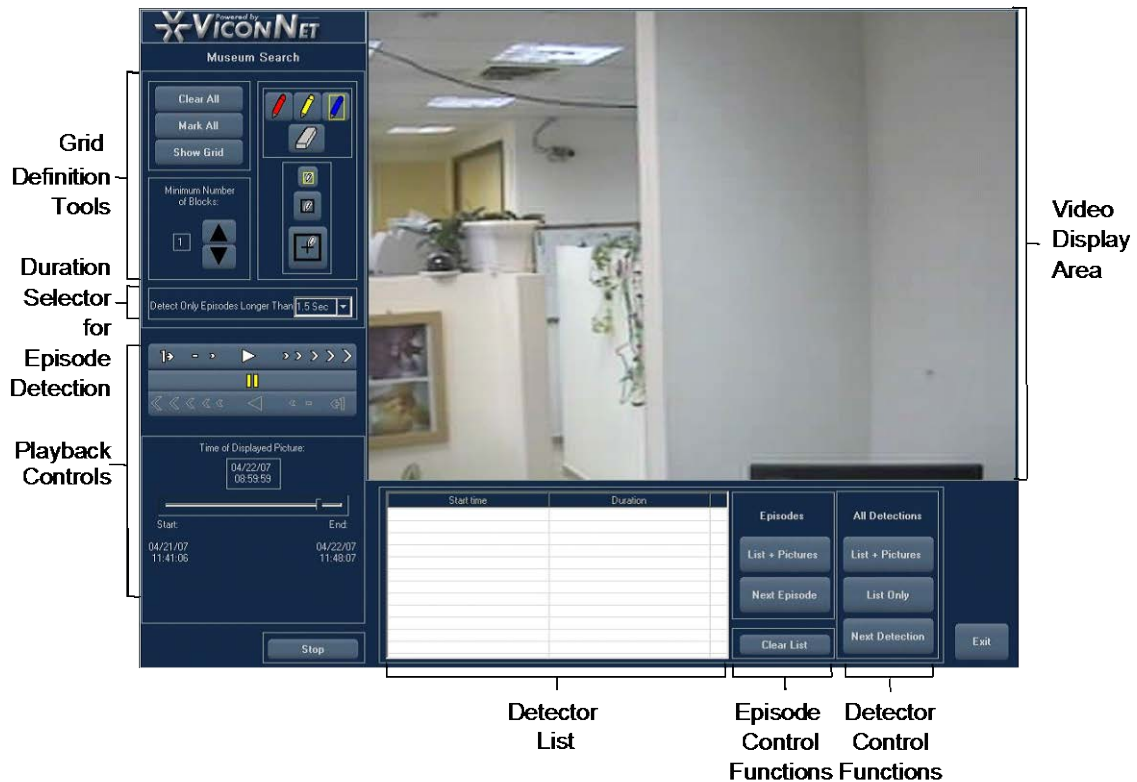 Powered by
VICONNET
Museum Search
Clear All
Mark All
Show Grid
Minimum Number
of Blocks:
1
Detect Only Episodes Longer Than 1.5 Sec
Time of Displayed Picture:
04/22/07
08:59:59
Start:
End:
04/21/07
11:41:06
04/22/07
11:48:07
Stop
Start time
Duration
Episodes
List + Pictures
Next Episode
Clear List
All Detections
List + Pictures
List Only
Next Detection
Exit
Grid
Definition
Tools
Duration
Selector
for
Episode
Detection
Playback
Controls
Video
Display
Area
Detector
List
Episode
Control
Functions
Detector
Control
Functions